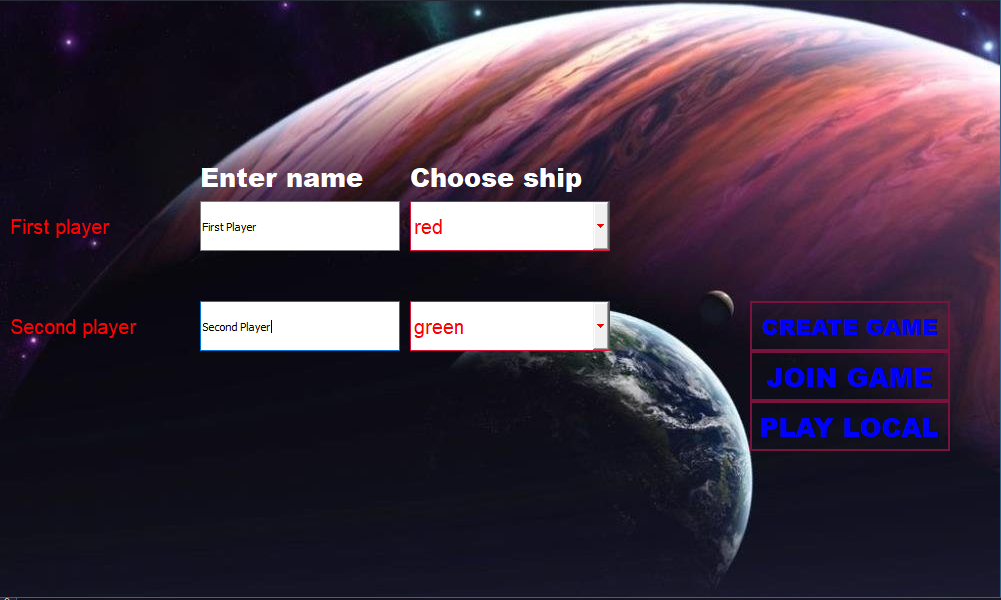 Enter name Choose ship
First player First Player red
Second player Second Player green
CREATE GAME
JOIN GAME
PLAY LOCAL